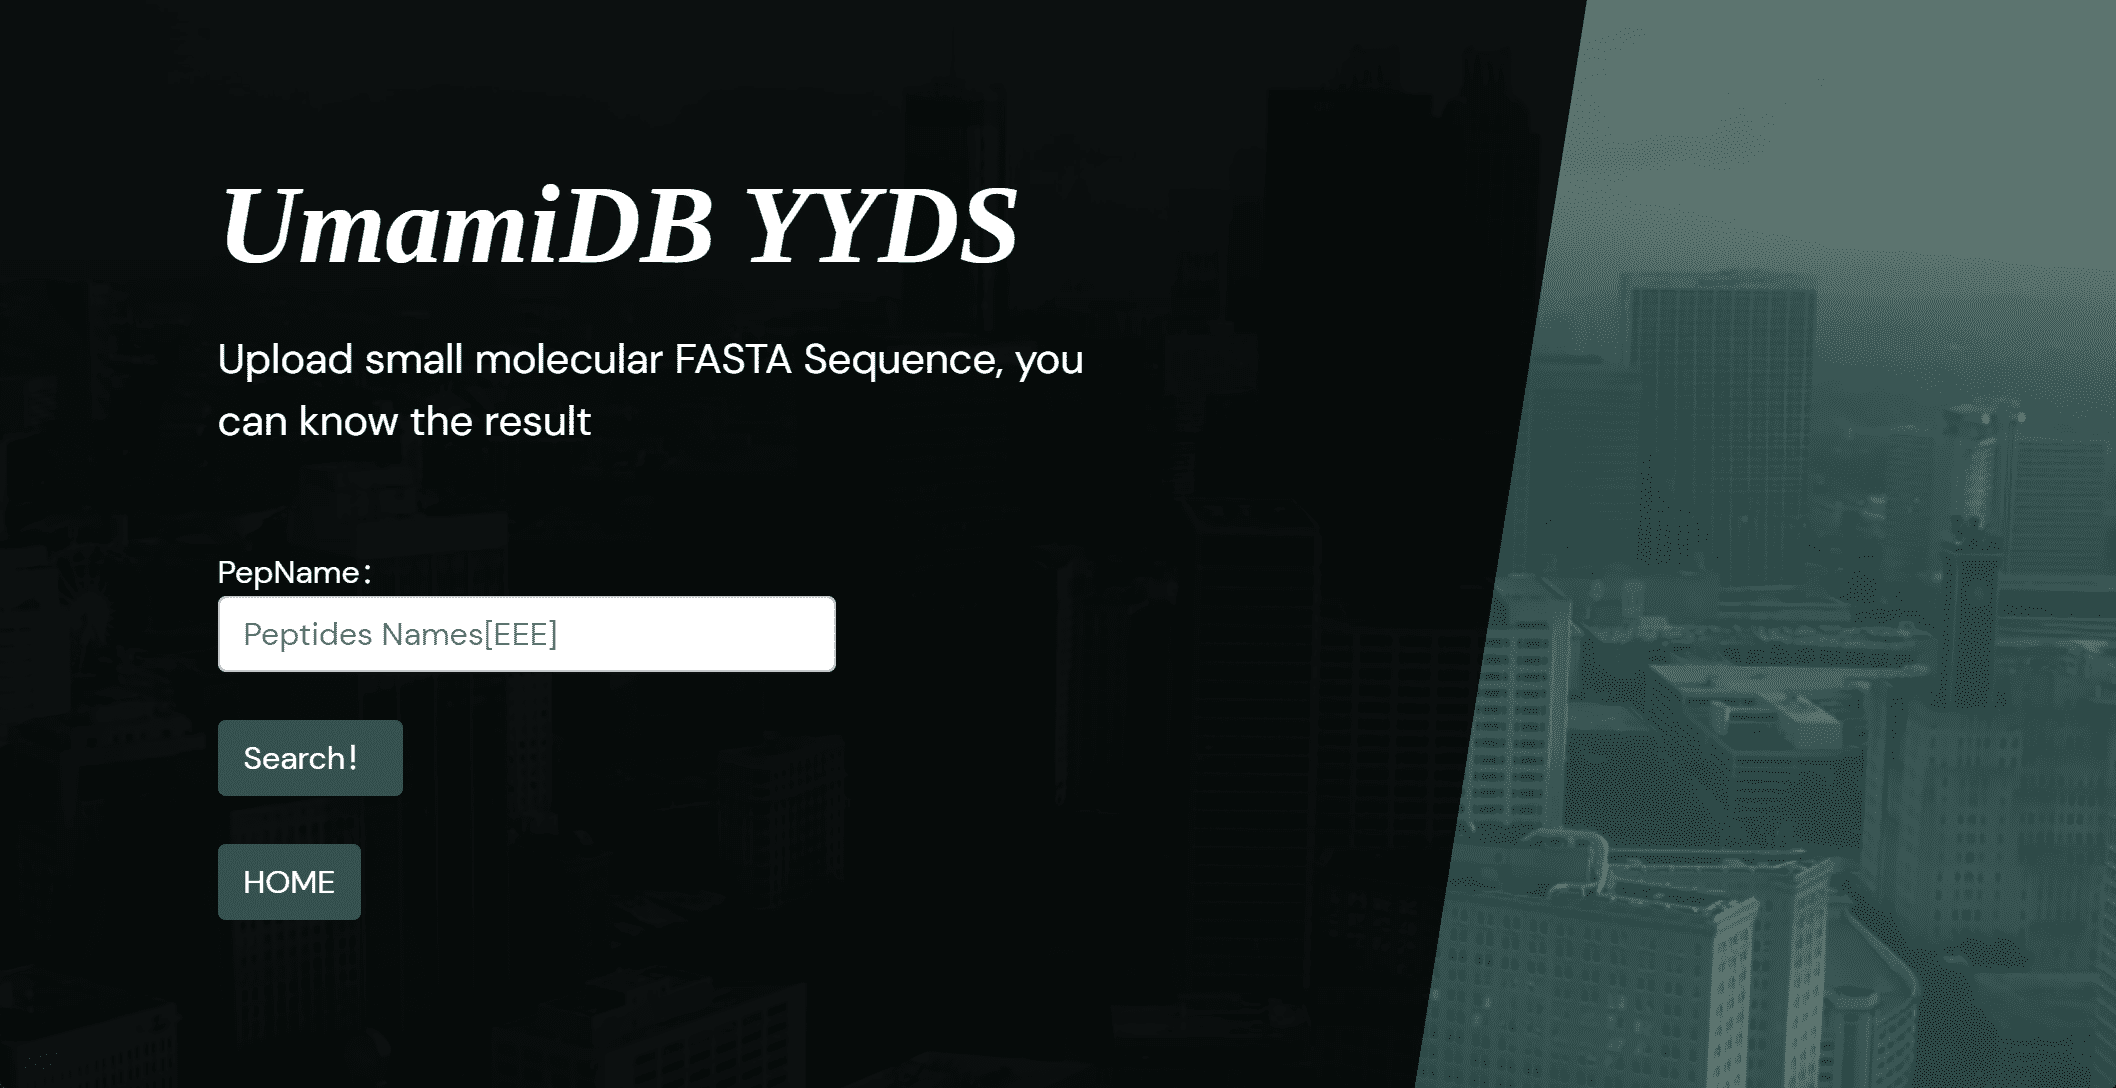 UmamiDB YYDS
Upload small molecular FASTA Sequence, you
can know the result
PepName：
Peptides Names[EEE]
Search！
HOME